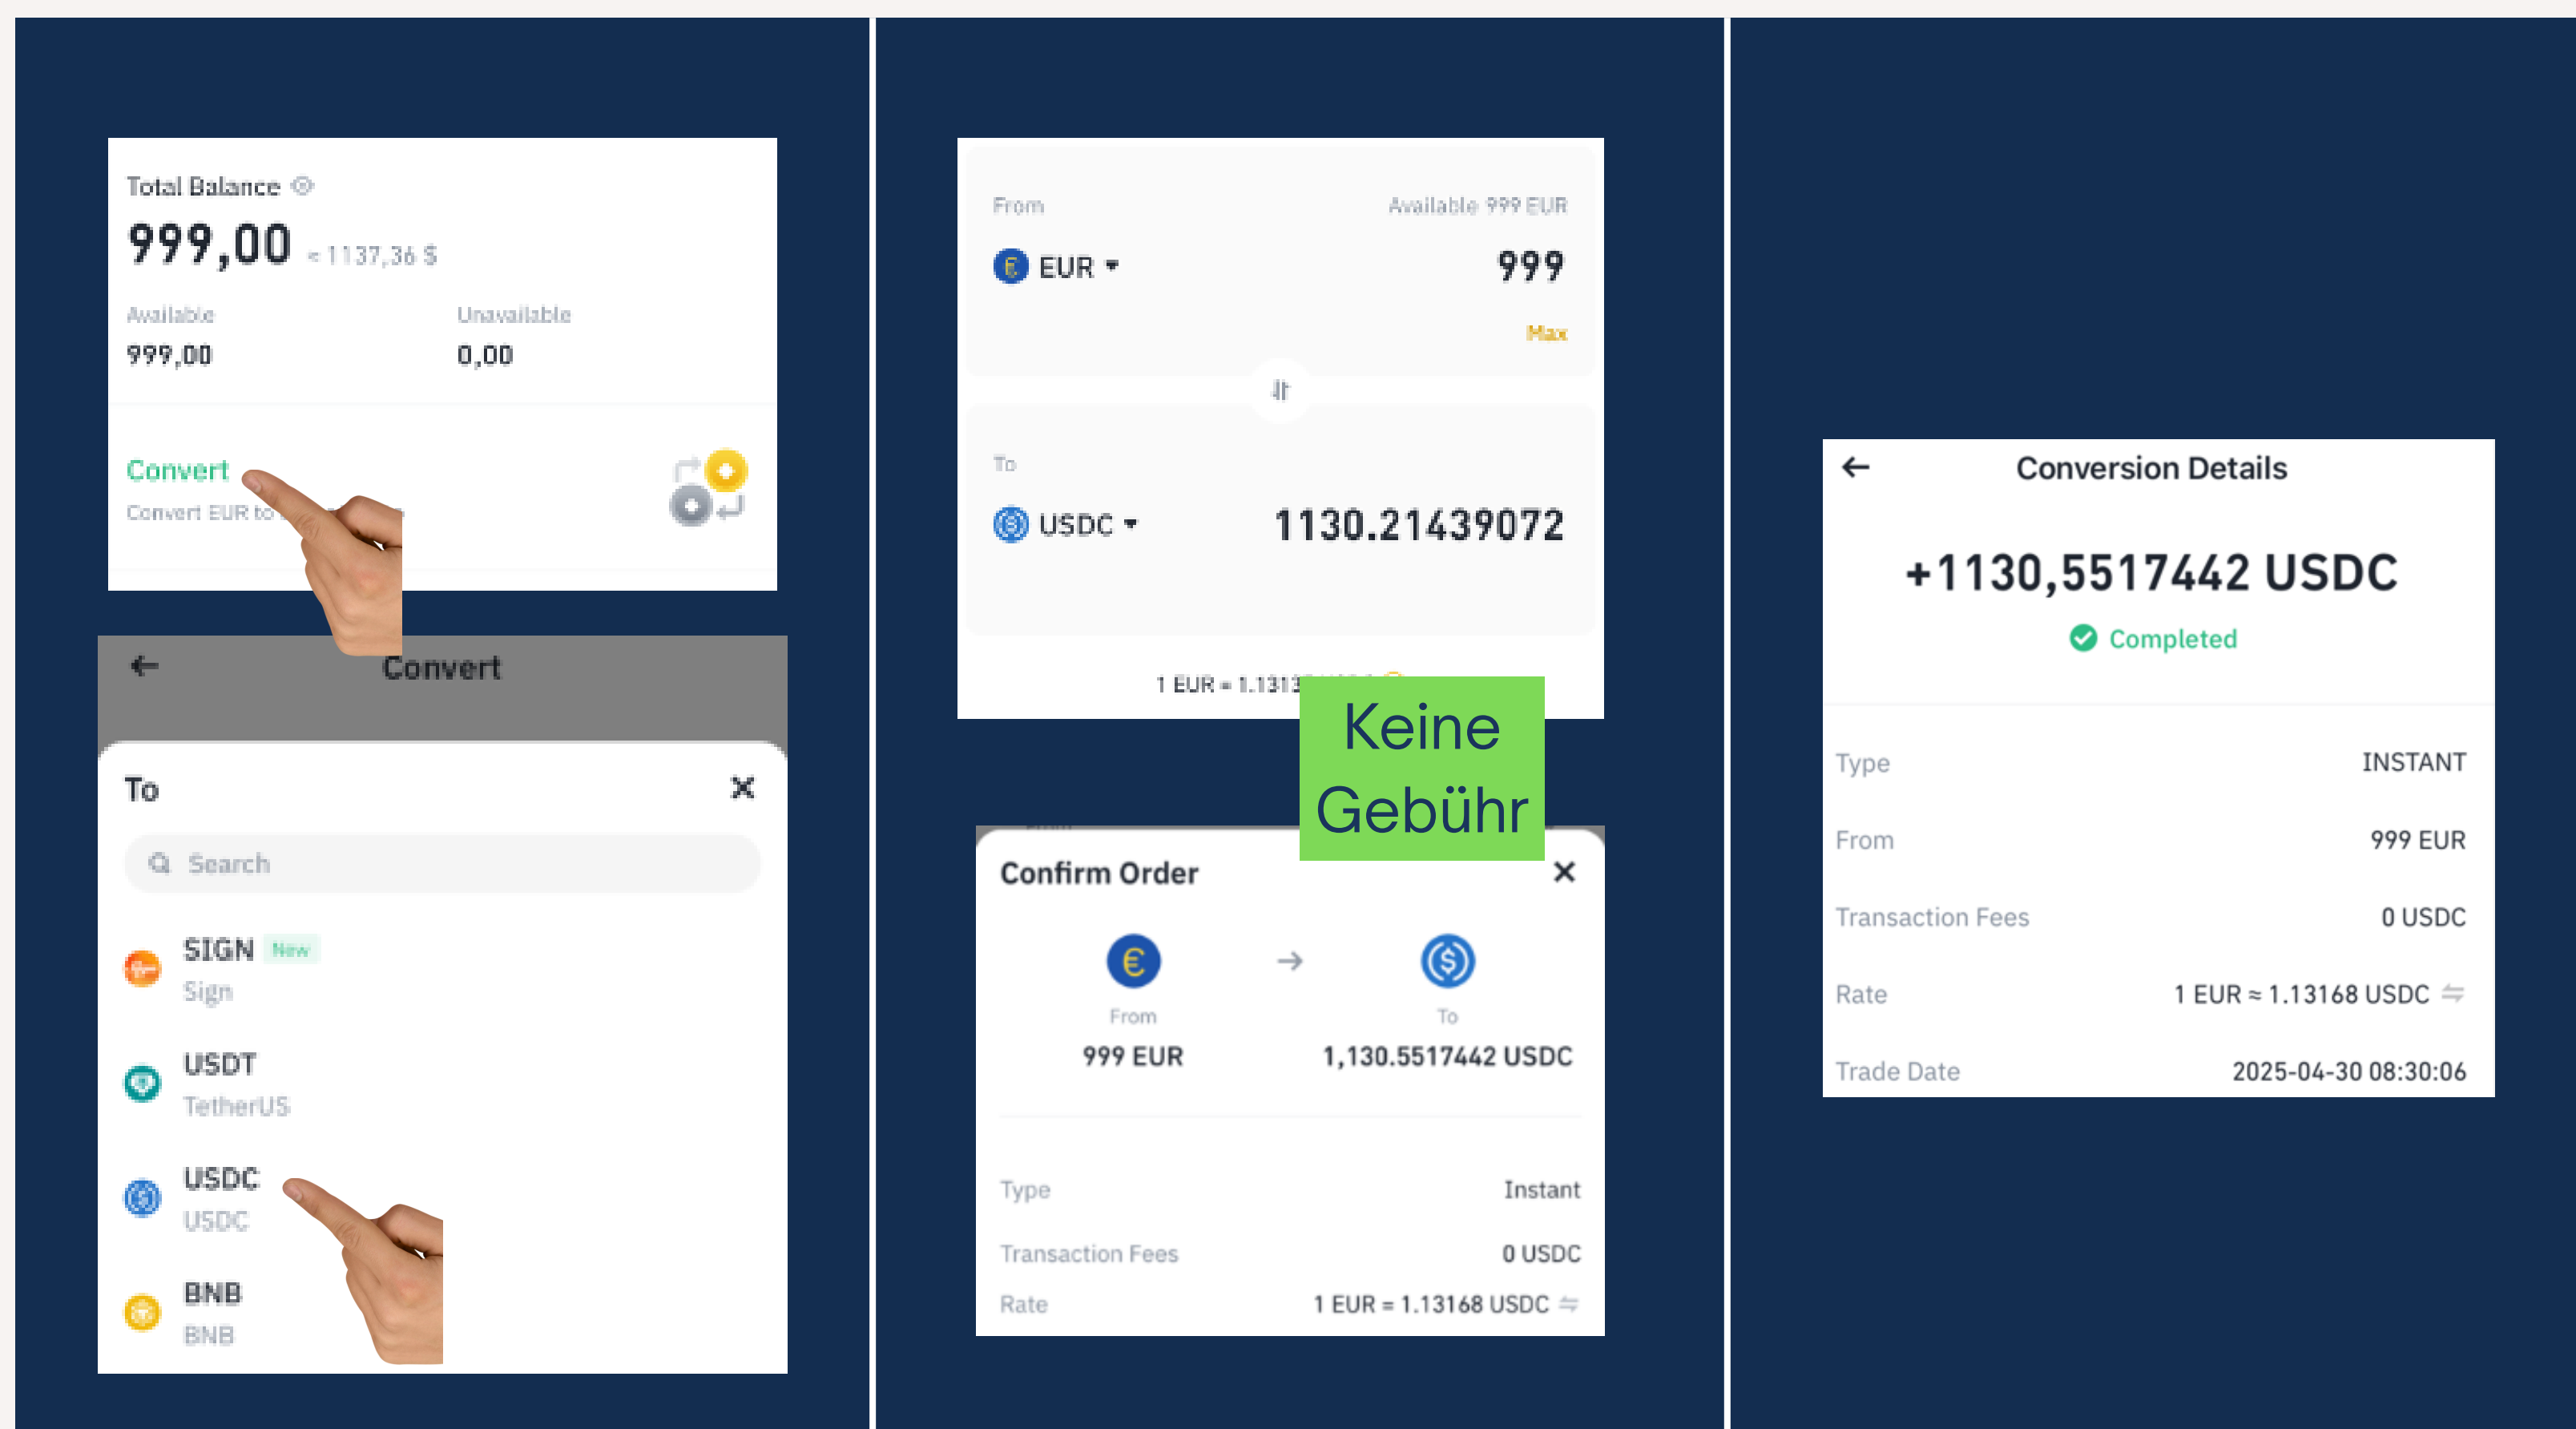 Total Balance
999,00 ≈ 1137,36 $
Available Unavailable
999,00 0,00
Convert
Convert EUR to
Convert
To
Search
SIGN New
Sign
USDT
TetherUS
USDC
USDC
BNB
BNB
From Available 999 EUR
EUR 999
Max
To
USDC 1130.21439072
1 EUR = 1.1313
Keine
Gebühr
Confirm Order
From To
999 EUR 1,130.5517442 USDC
Type Instant
Transaction Fees 0 USDC
Rate 1 EUR = 1.13168 USDC
Conversion Details
+1130,5517442 USDC
Completed
Type INSTANT
From 999 EUR
Transaction Fees 0 USDC
Rate 1 EUR ≈ 1.13168 USDC
Trade Date 2025-04-30 08:30:06